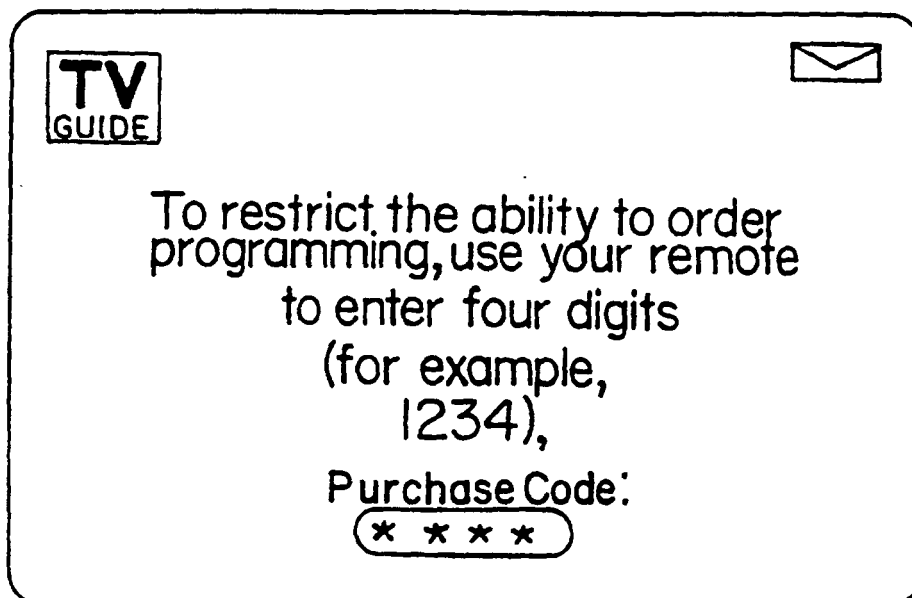 TV
GUIDE
To restrict the ability to order
programming, use your remote
to enter four digits
(for example,
1234),
Purchase Code:
* * * *